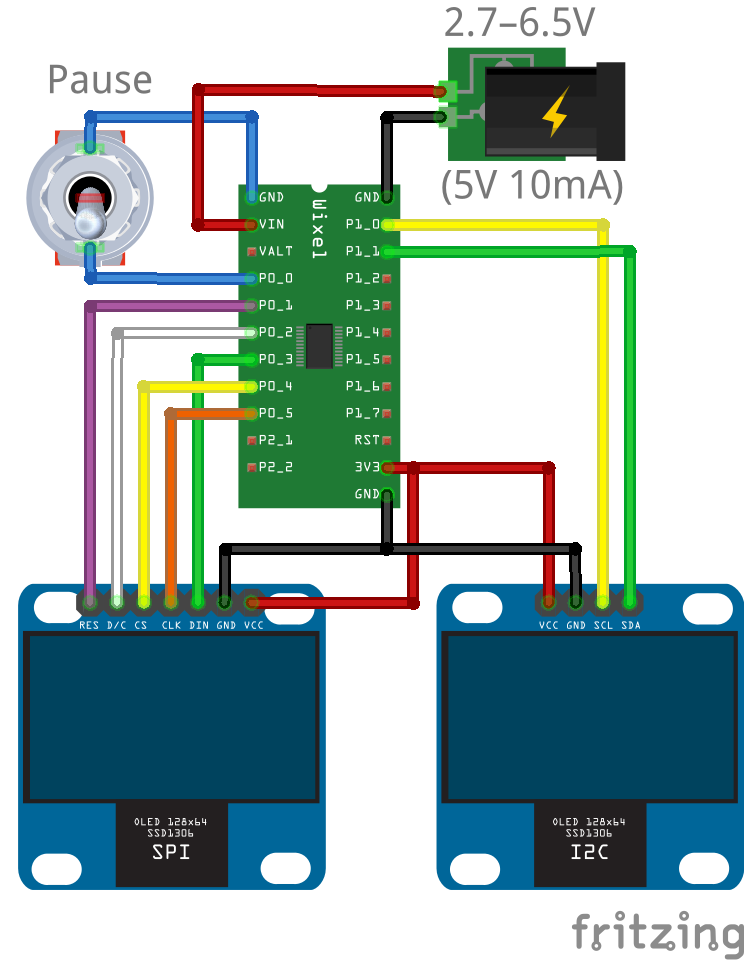 2.7–6.5V
Pause
(5V 10mA)
Wixel
GND GND
VIN P1_0
VALT P1_1
P0_0 P1_2
P0_1 P1_3
P0_2 P1_4
P0_3 P1_5
P0_4 P1_6
P0_5 P1_7
P2_1 RST
P2_2 3V3
GND
RES D/C CS CLK DIN GND VCC
VCC GND SCL SDA
OLED 128x64
SSD1306
SPI
OLED 128x64
SSD1306
I2C
fritzing